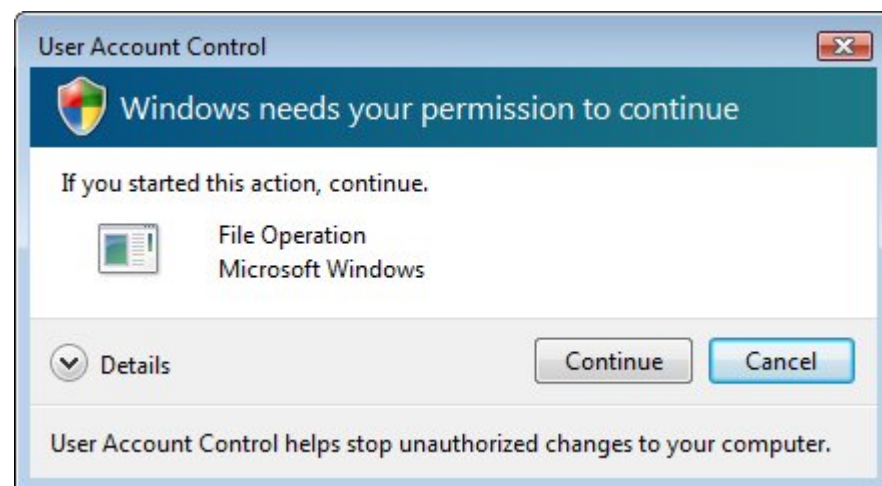 User Account Control
Windows needs your permission to continue
If you started this action, continue.
File Operation
Microsoft Windows
Details
Continue
Cancel
User Account Control helps stop unauthorized changes to your computer.